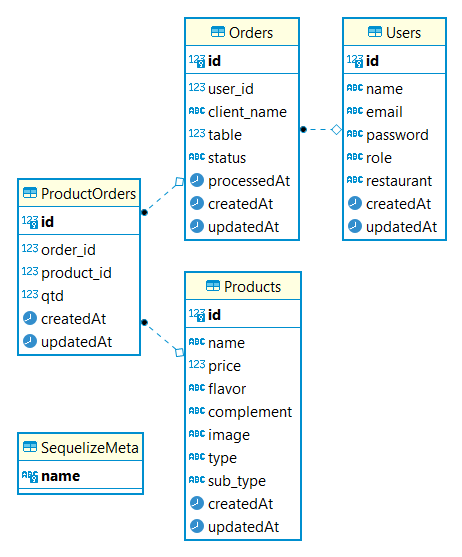 Orders
123 id
123 user_id
ABC client_name
123 table
ABC status
processedAt
createdAt
updatedAt
Users
ABC id
ABC name
ABC email
ABC password
ABC role
ABC restaurant
createdAt
updatedAt
ProductOrders
123 id
123 order_id
123 product_id
123 qtd
createdAt
updatedAt
Products
123 id
ABC name
123 price
ABC flavor
ABC complement
ABC image
ABC type
ABC sub_type
createdAt
updatedAt
SequelizeMeta
ABC name